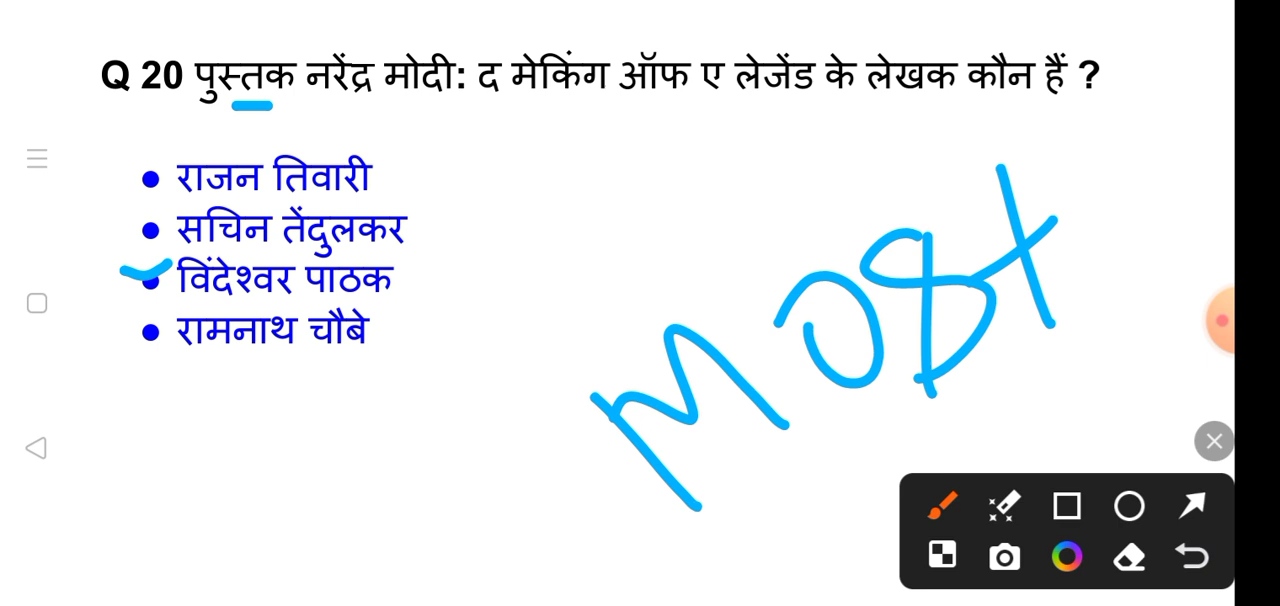 Q 20 पुस्तक नरेंद्र मोदी: द मेकिंग ऑफ ए लेजेंड के लेखक कौन हैं ?
● राजन तिवारी
● सचिन तेंदुलकर
● विंदेश्वर पाठक
● रामनाथ चौबे
MOSt